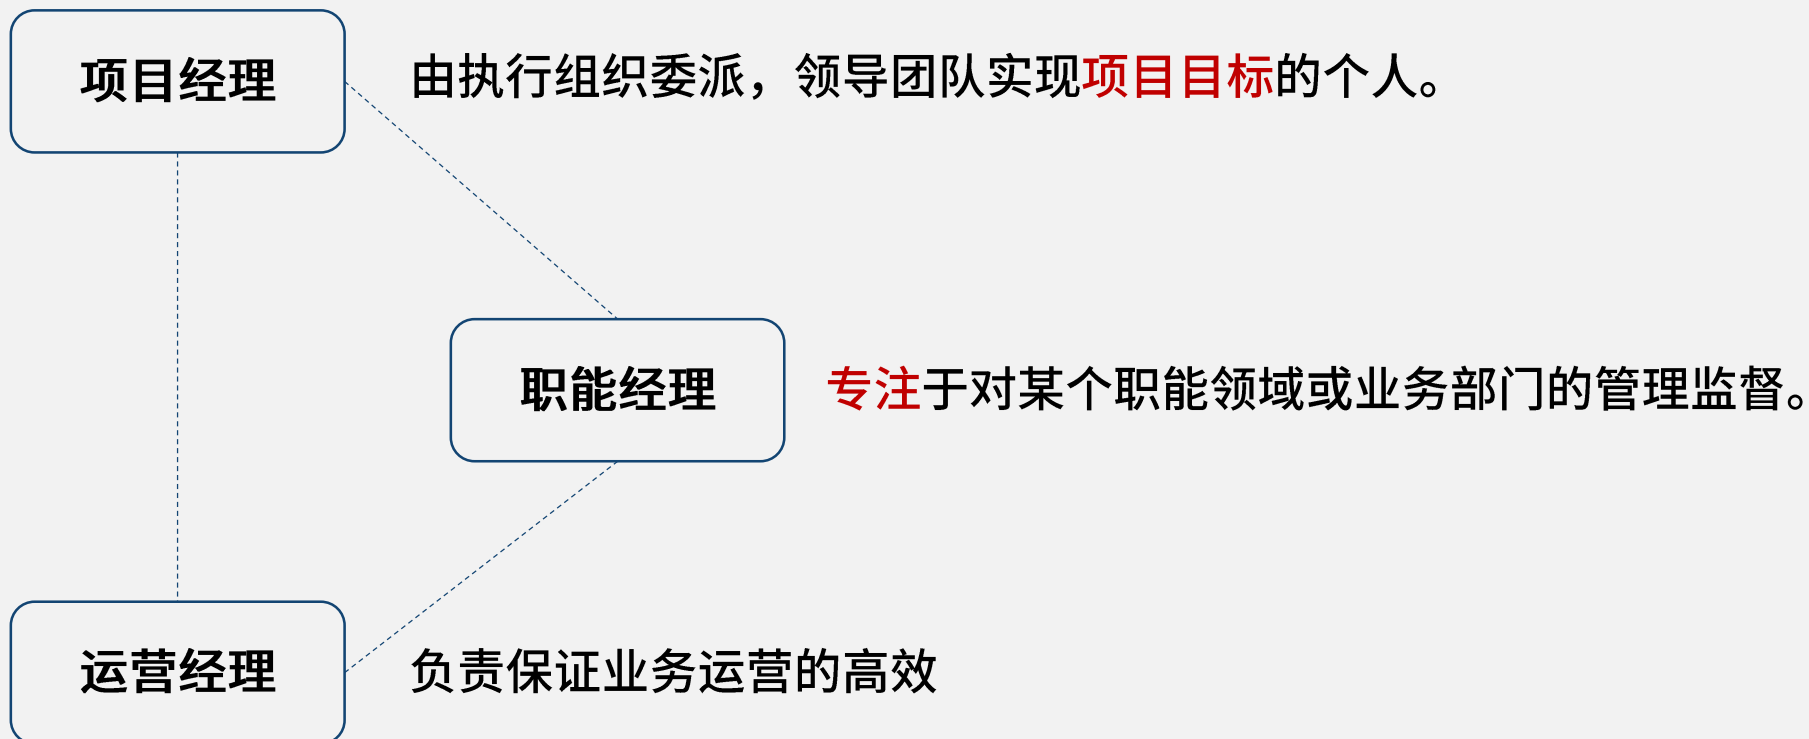 项目经理
由执行组织委派，领导团队实现项目目标的个人。
职能经理
专注于对某个职能领域或业务部门的管理监督。
运营经理
负责保证业务运营的高效